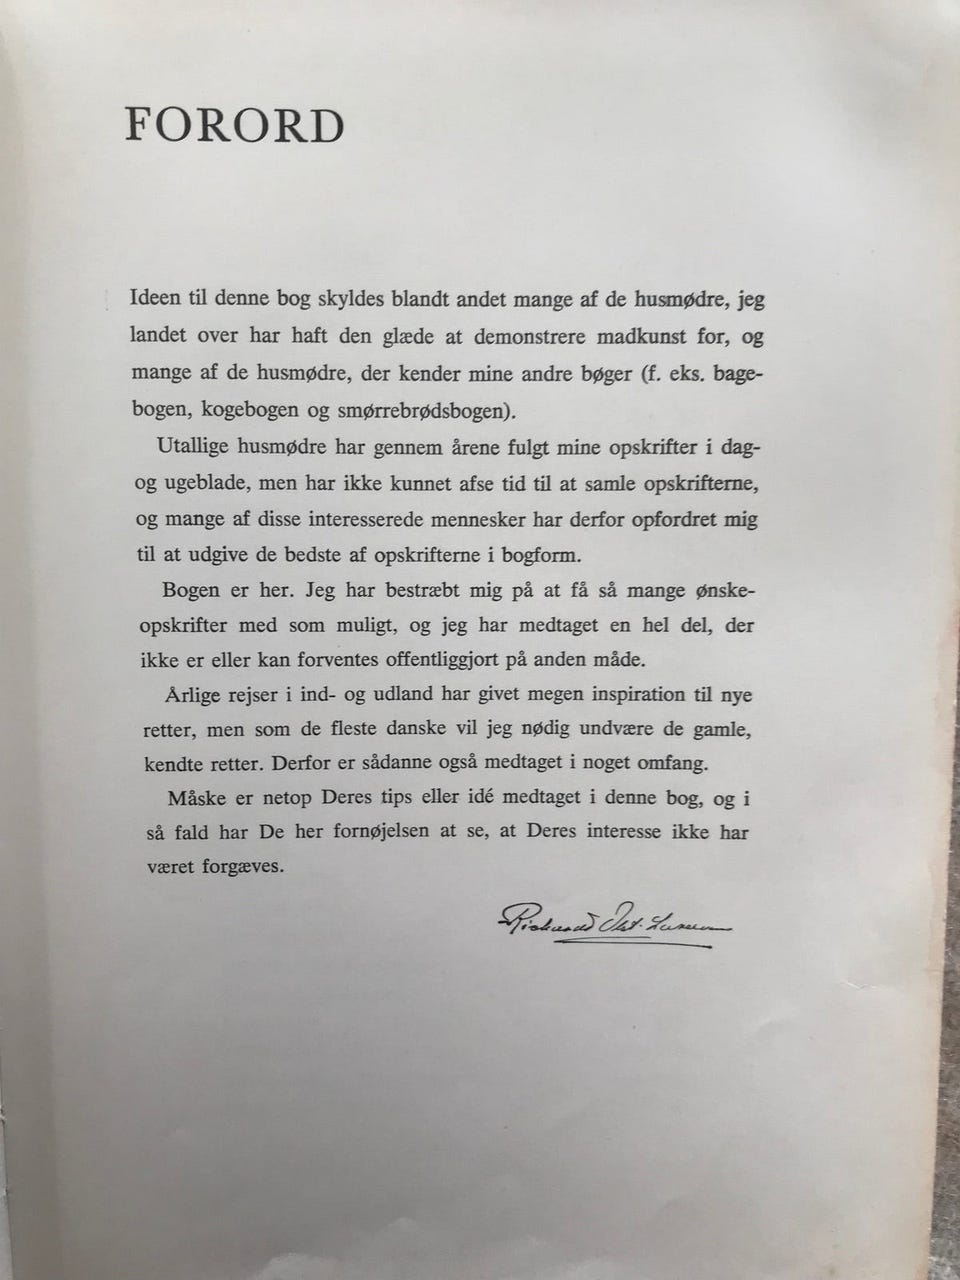 FORORD
Ideen til denne bog skyldes blandt andet mange af de husmødre, jeg
landet over har haft den glæde at demonstrere madkunst for, og
mange af de husmødre, der kender mine andre bøger (f. eks. bage-
bogen, kogebogen og smørrebrødsbogen).
Utallige husmødre har gennem årene fulgt mine opskrifter i dag-
og ugeblade, men har ikke kunnet afse tid til at samle opskrifterne,
og mange af disse interesserede mennesker har derfor opfordret mig
til at udgive de bedste af opskrifterne i bogform.
Bogen er her. Jeg har bestræbt mig på at få så mange ønske-
opskrifter med som muligt, og jeg har medtaget en hel del, der
ikke er eller kan forventes offentliggjort på anden måde.
Årlige rejser i ind- og udland har givet megen inspiration til nye
retter, men som de fleste danske vil jeg nødig undvære de gamle,
kendte retter. Derfor er sådanne også medtaget i noget omfang.
Måske er netop Deres tips eller idé medtaget i denne bog, og i
så fald har De her fornøjelsen at se, at Deres interesse ikke har
været forgæves.
Richard